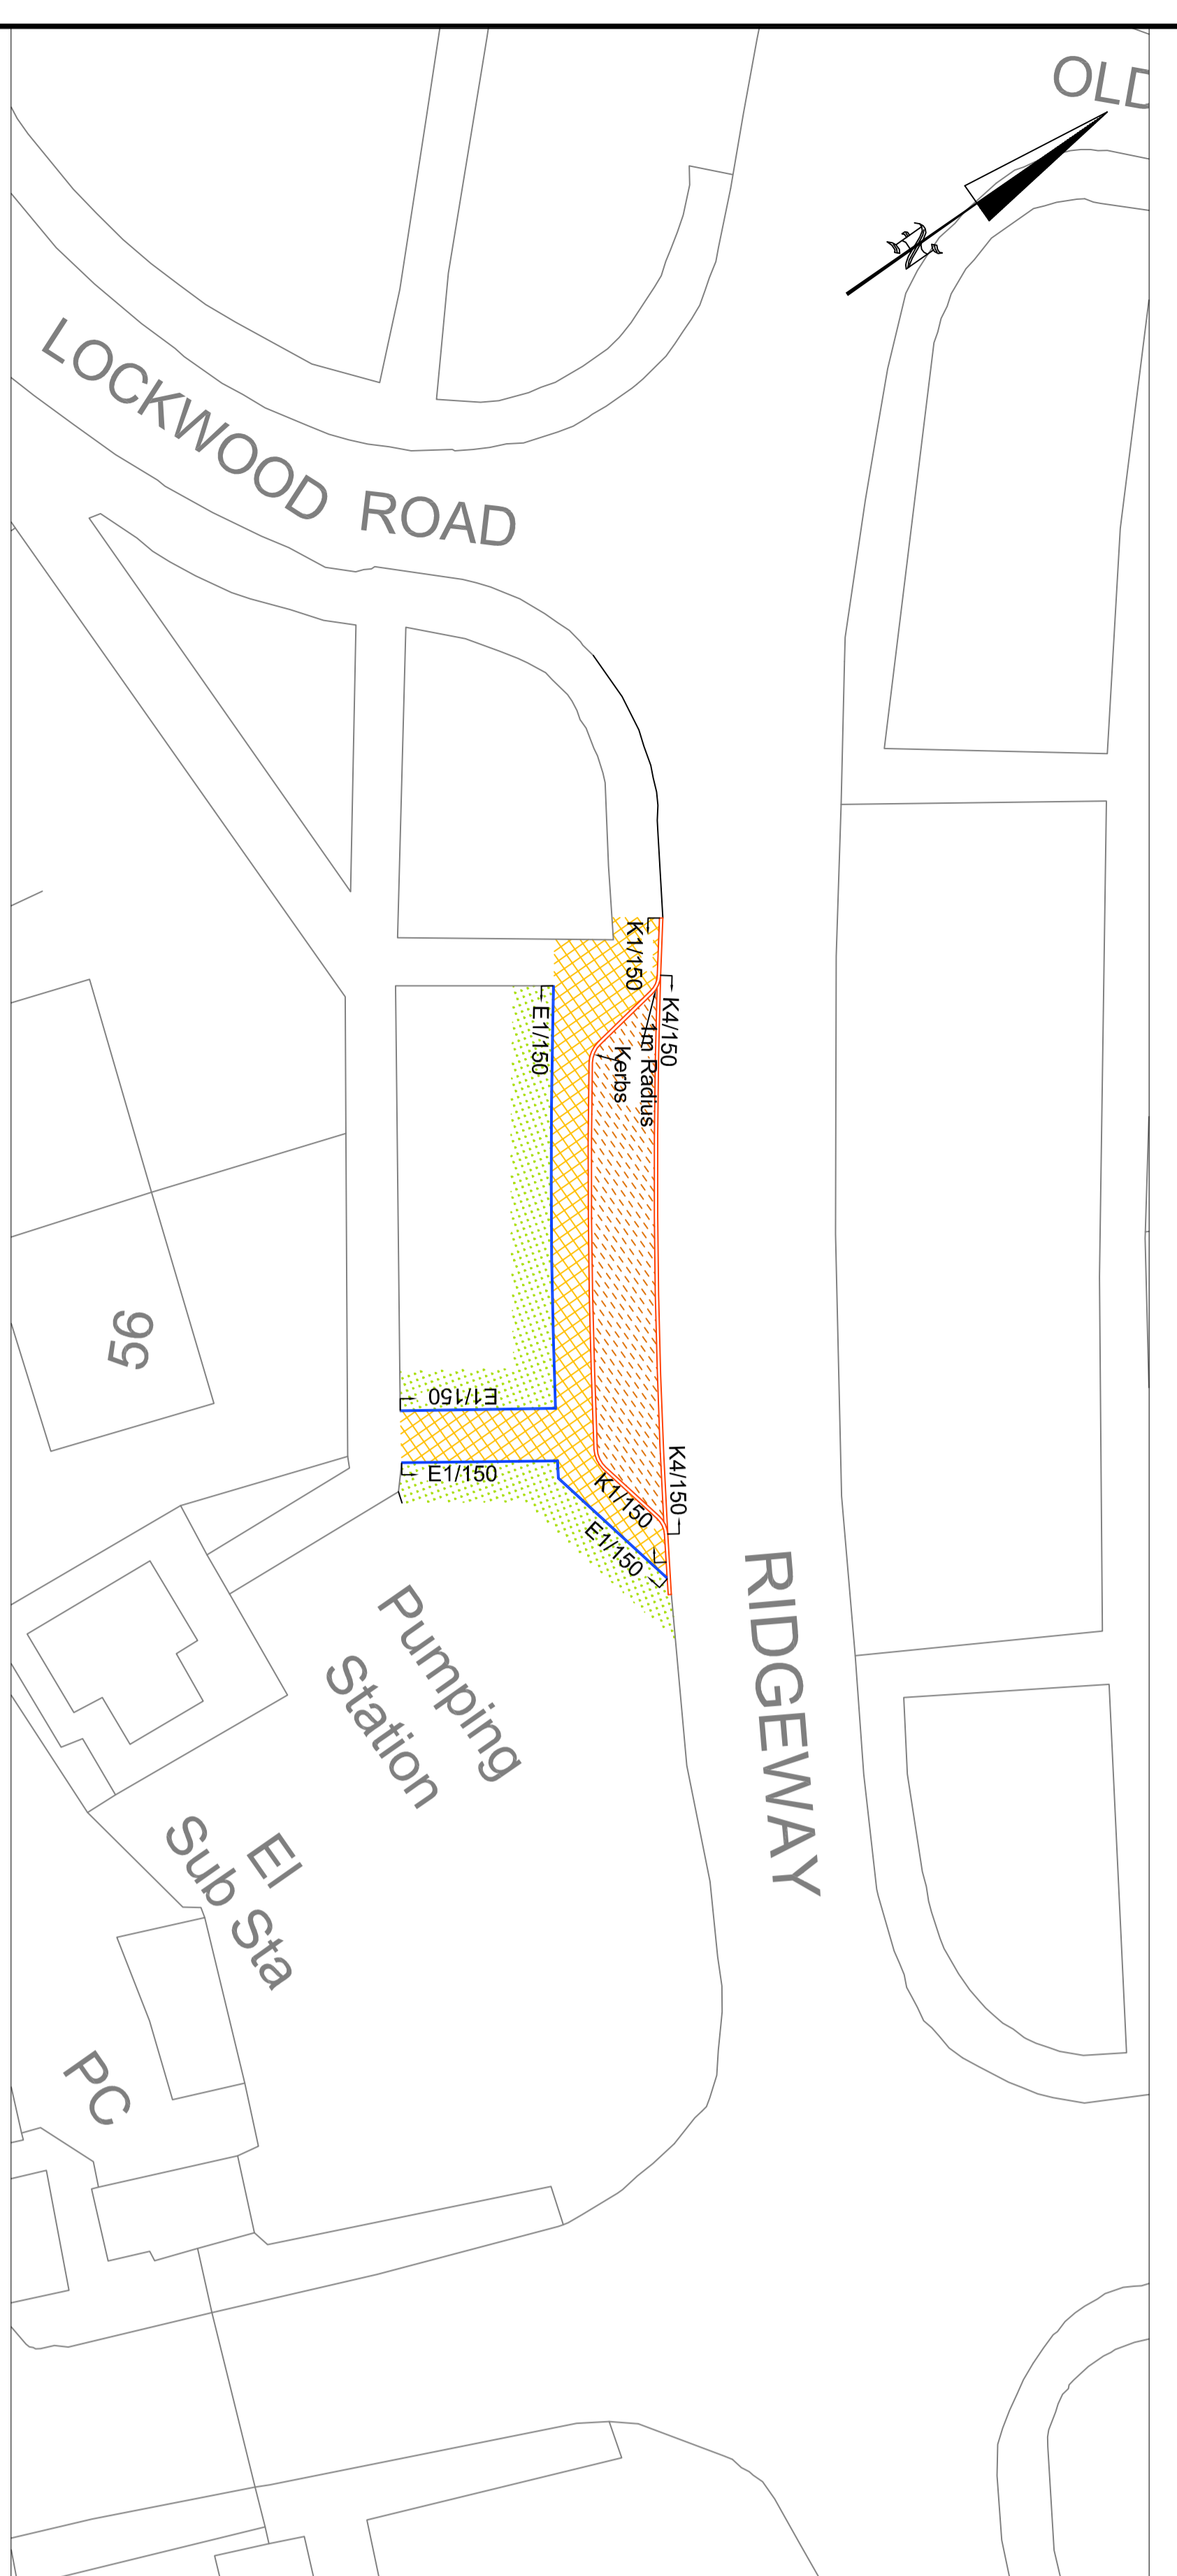 OLD
N
LOCKWOOD ROAD
K1/150
K4/150
1m Radius
Kerbs
E1/150
56
E1/150
E1/150
K4/150
K1/150
E1/150
RIDGEWAY
Pumping
Station
El
Sub Sta
PC